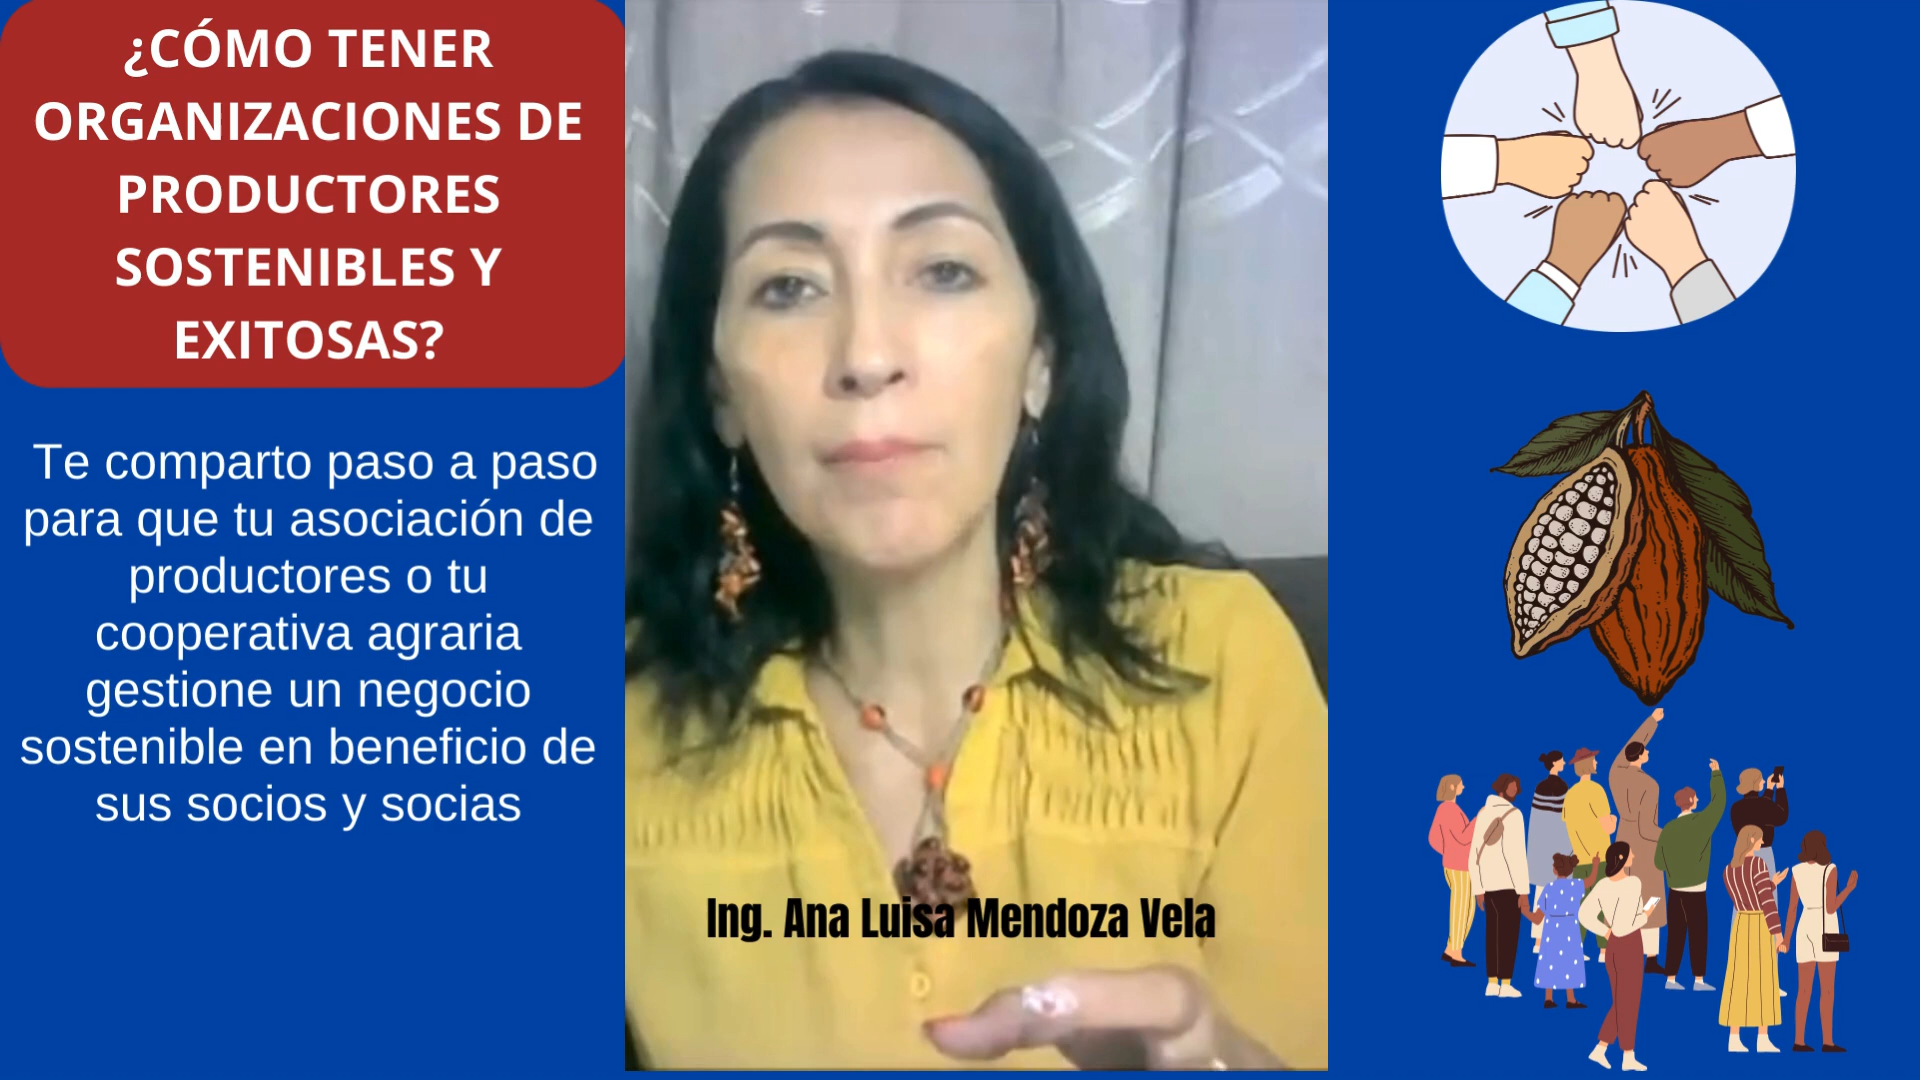 ¿CÓMO TENER
ORGANIZACIONES DE
PRODUCTORES
SOSTENIBLES Y
EXITOSAS?
Te comparto paso a paso
para que tu asociación de
productores o tu
cooperativa agraria
gestione un negocio
sostenible en beneficio de
sus socios y socias
Ing. Ana Luisa Mendoza Vela